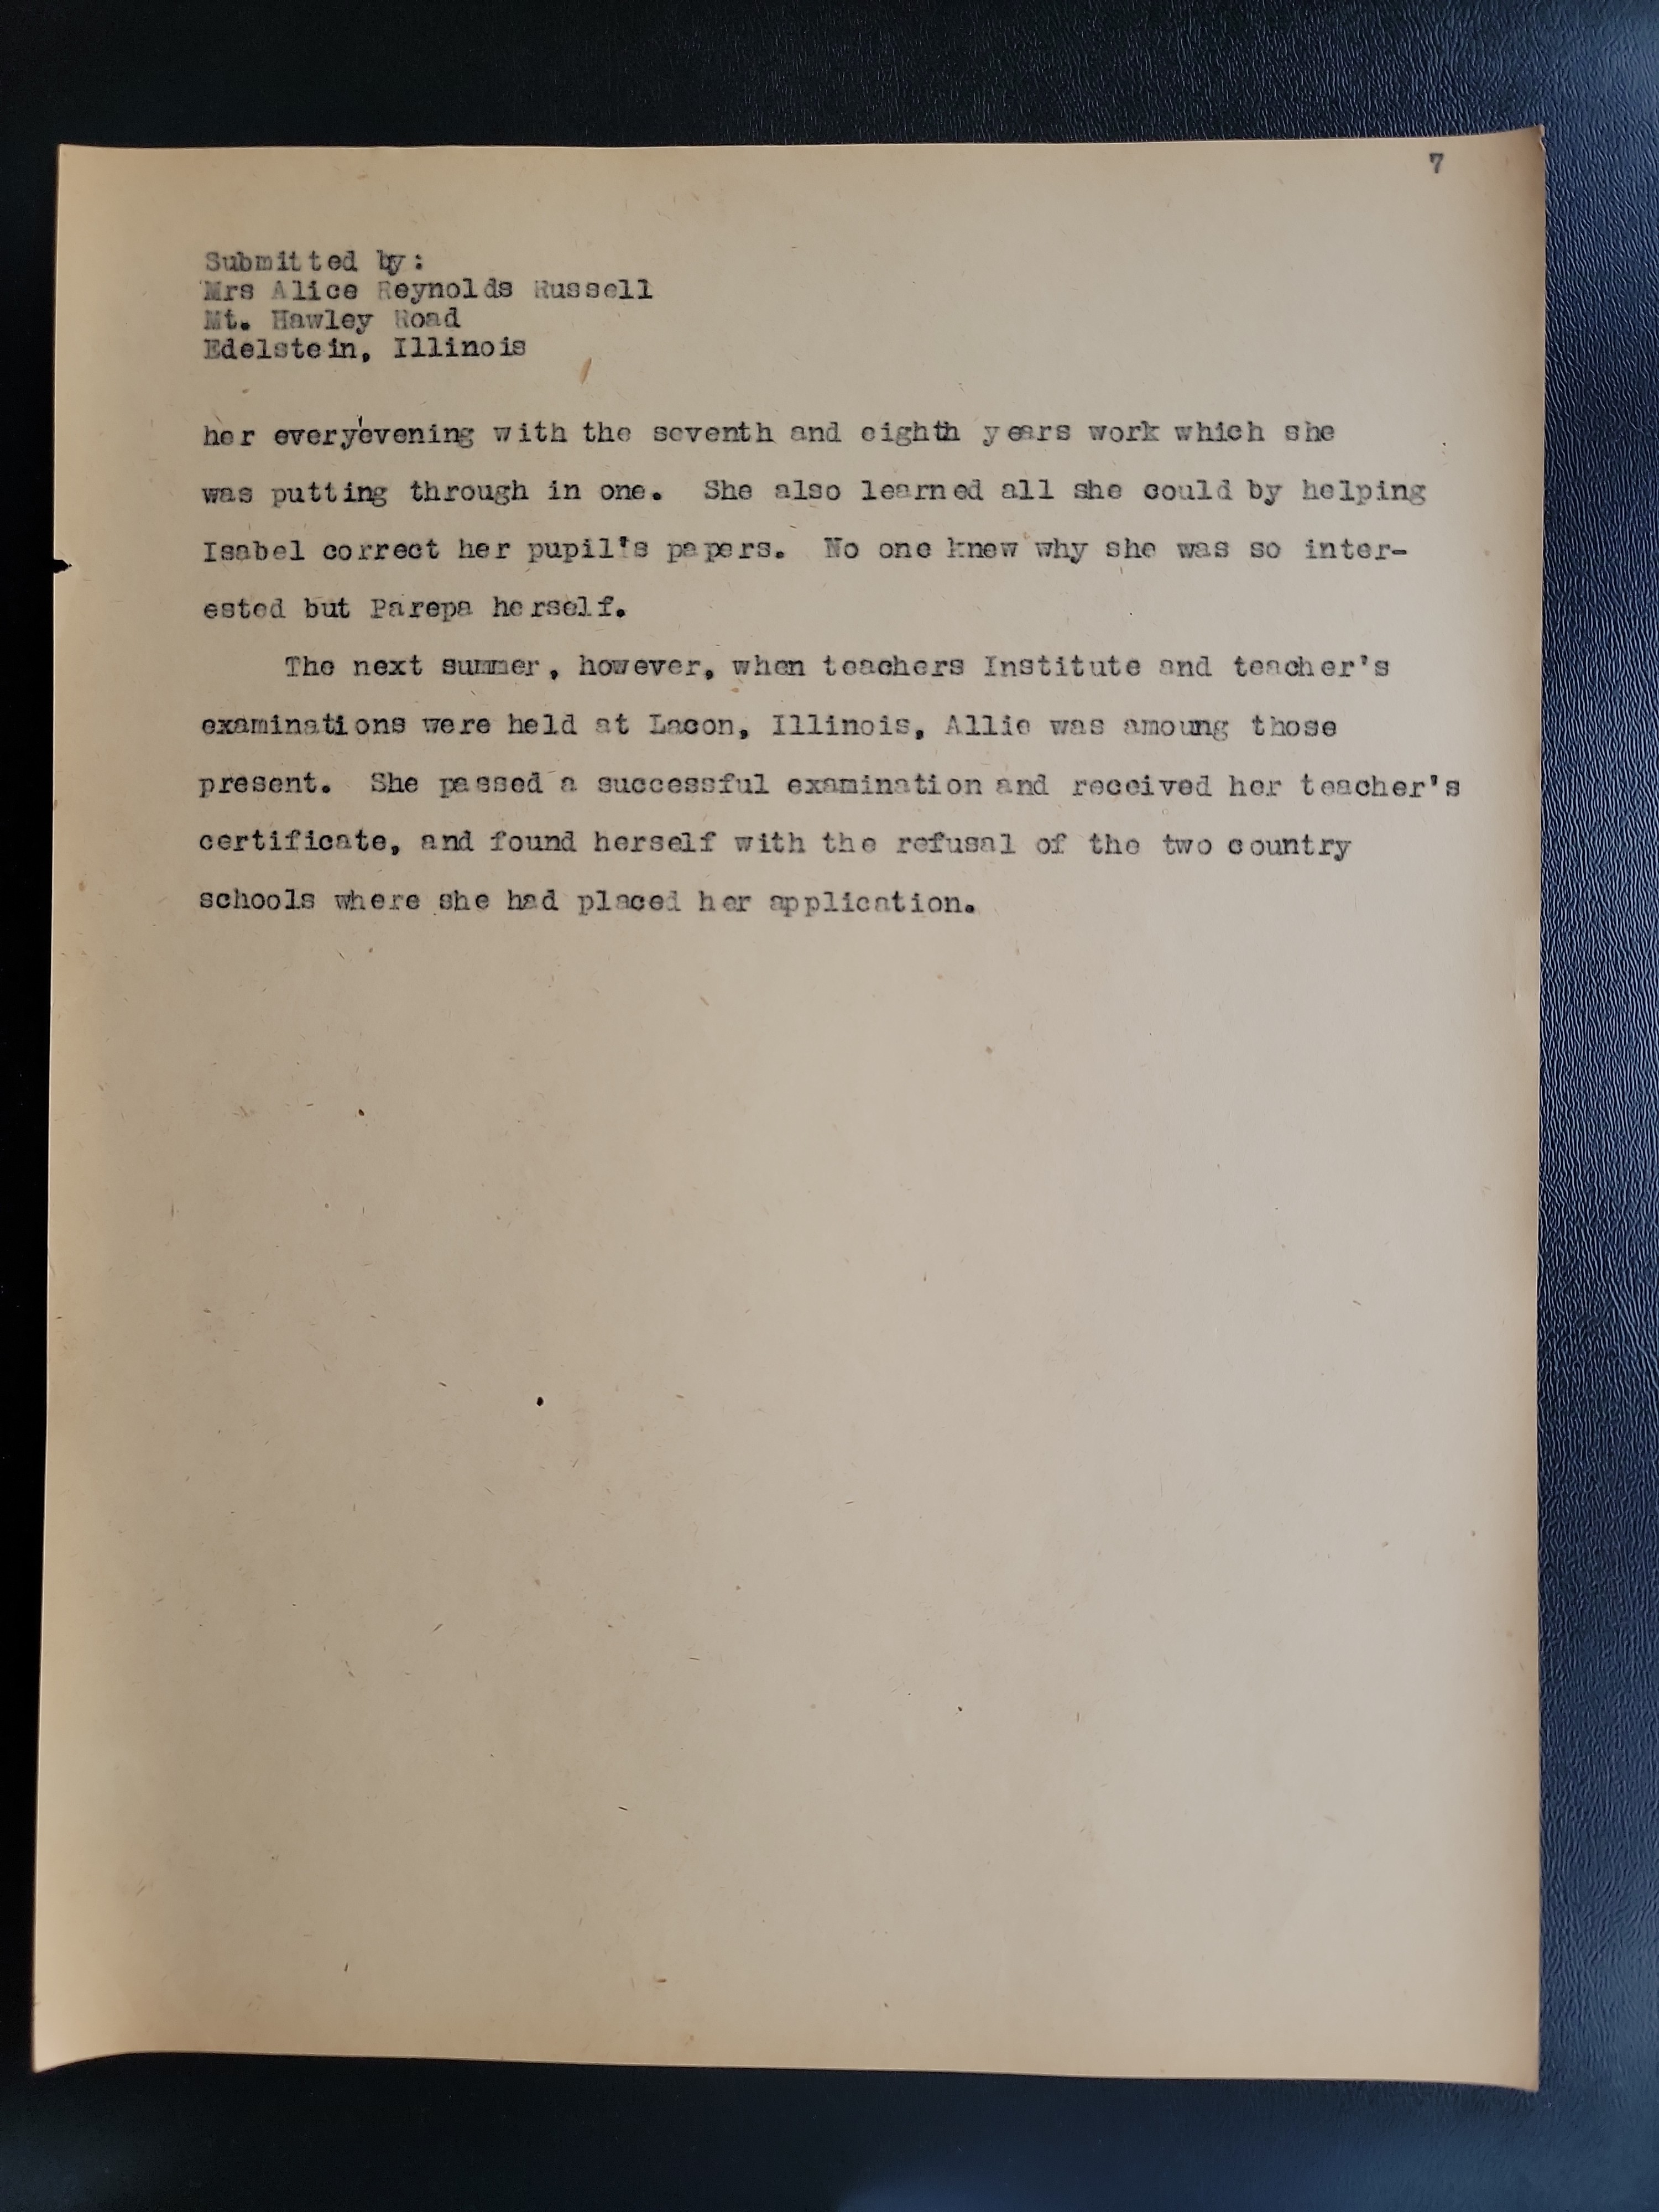 7
Submitted by:
Mrs Alice Reynolds Russell
Mt. Hawley Road
Edelstein, Illinois
her every'evening with the seventh and eighth years work which she
was putting through in one. She also learned all she could by helping
Isabel correct her pupil's papers. No one knew why she was so inter-
ested but Parepa herself.
The next summer, however, when teachers Institute and teacher's
examinations were held at Lacon, Illinois, Allie was amoung those
present. She passed a successful examination and received her teacher's
certificate, and found herself with the refusal of the two country
schools where she had placed her application.